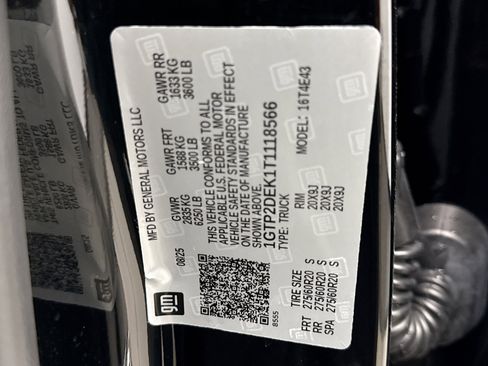 MFD BY GENERAL MOTORS LLC
08/25 GVWR GAWR FRT GAWR RR
2835 KG 1588 KG 1633 KG
6250 LB 3500 LB 3600 LB
THIS VEHICLE CONFORMS TO ALL
APPLICABLE U.S. FEDERAL MOTOR
VEHICLE SAFETY STANDARDS IN EFFECT
ON THE DATE OF MANUFACTURE
SHOWN ABOVE.
1GTP2DEK1T1118566
TYPE: TRUCK MODEL: 16T4E43
TIRE SIZE RIM
FRT 275/60R20 S 20X9J
RR 275/60R20 S 20X9J
SPA 275/60R20 S 20X9J
gm
8555